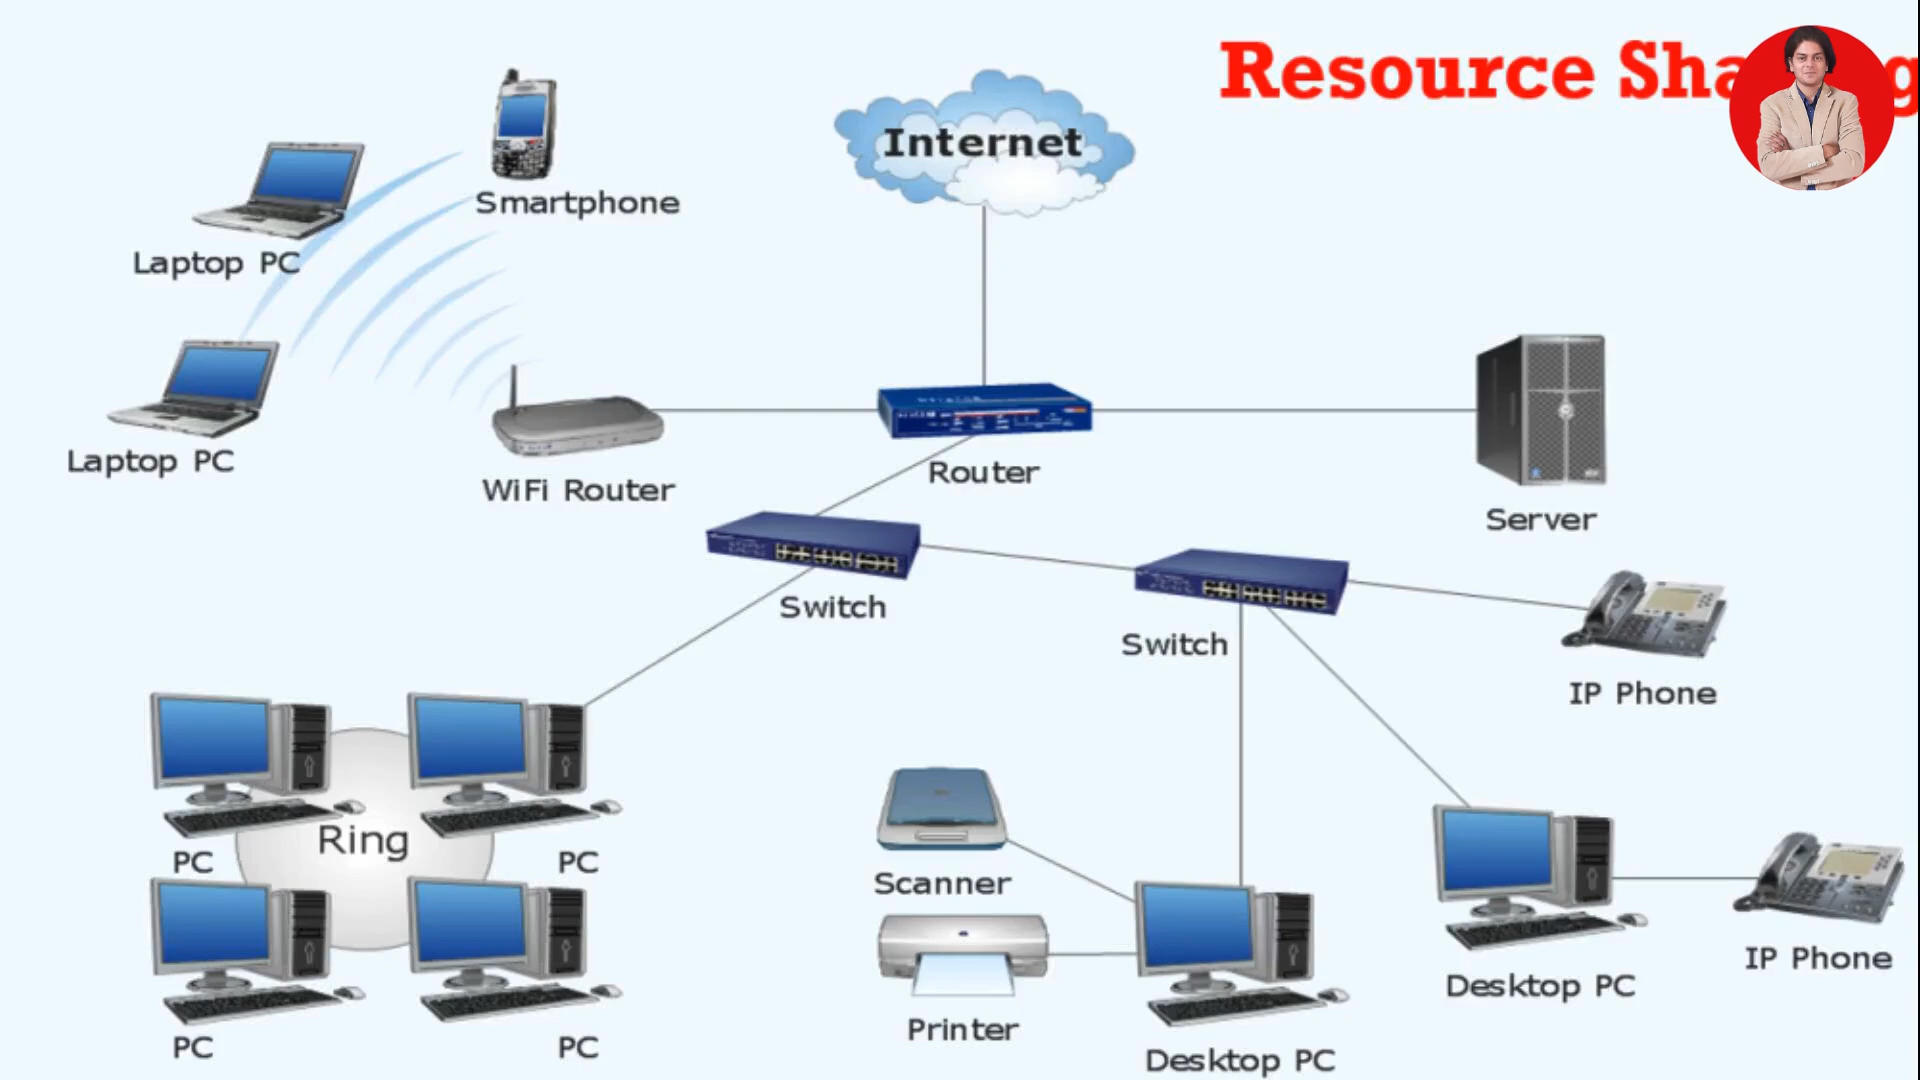 Resource Sha g
Internet
Smartphone
Laptop PC
Laptop PC
WiFi Router
Router
Server
Switch
Switch
IP Phone
Ring
PC
PC
PC
PC
Scanner
Printer
Desktop PC
Desktop PC
IP Phone